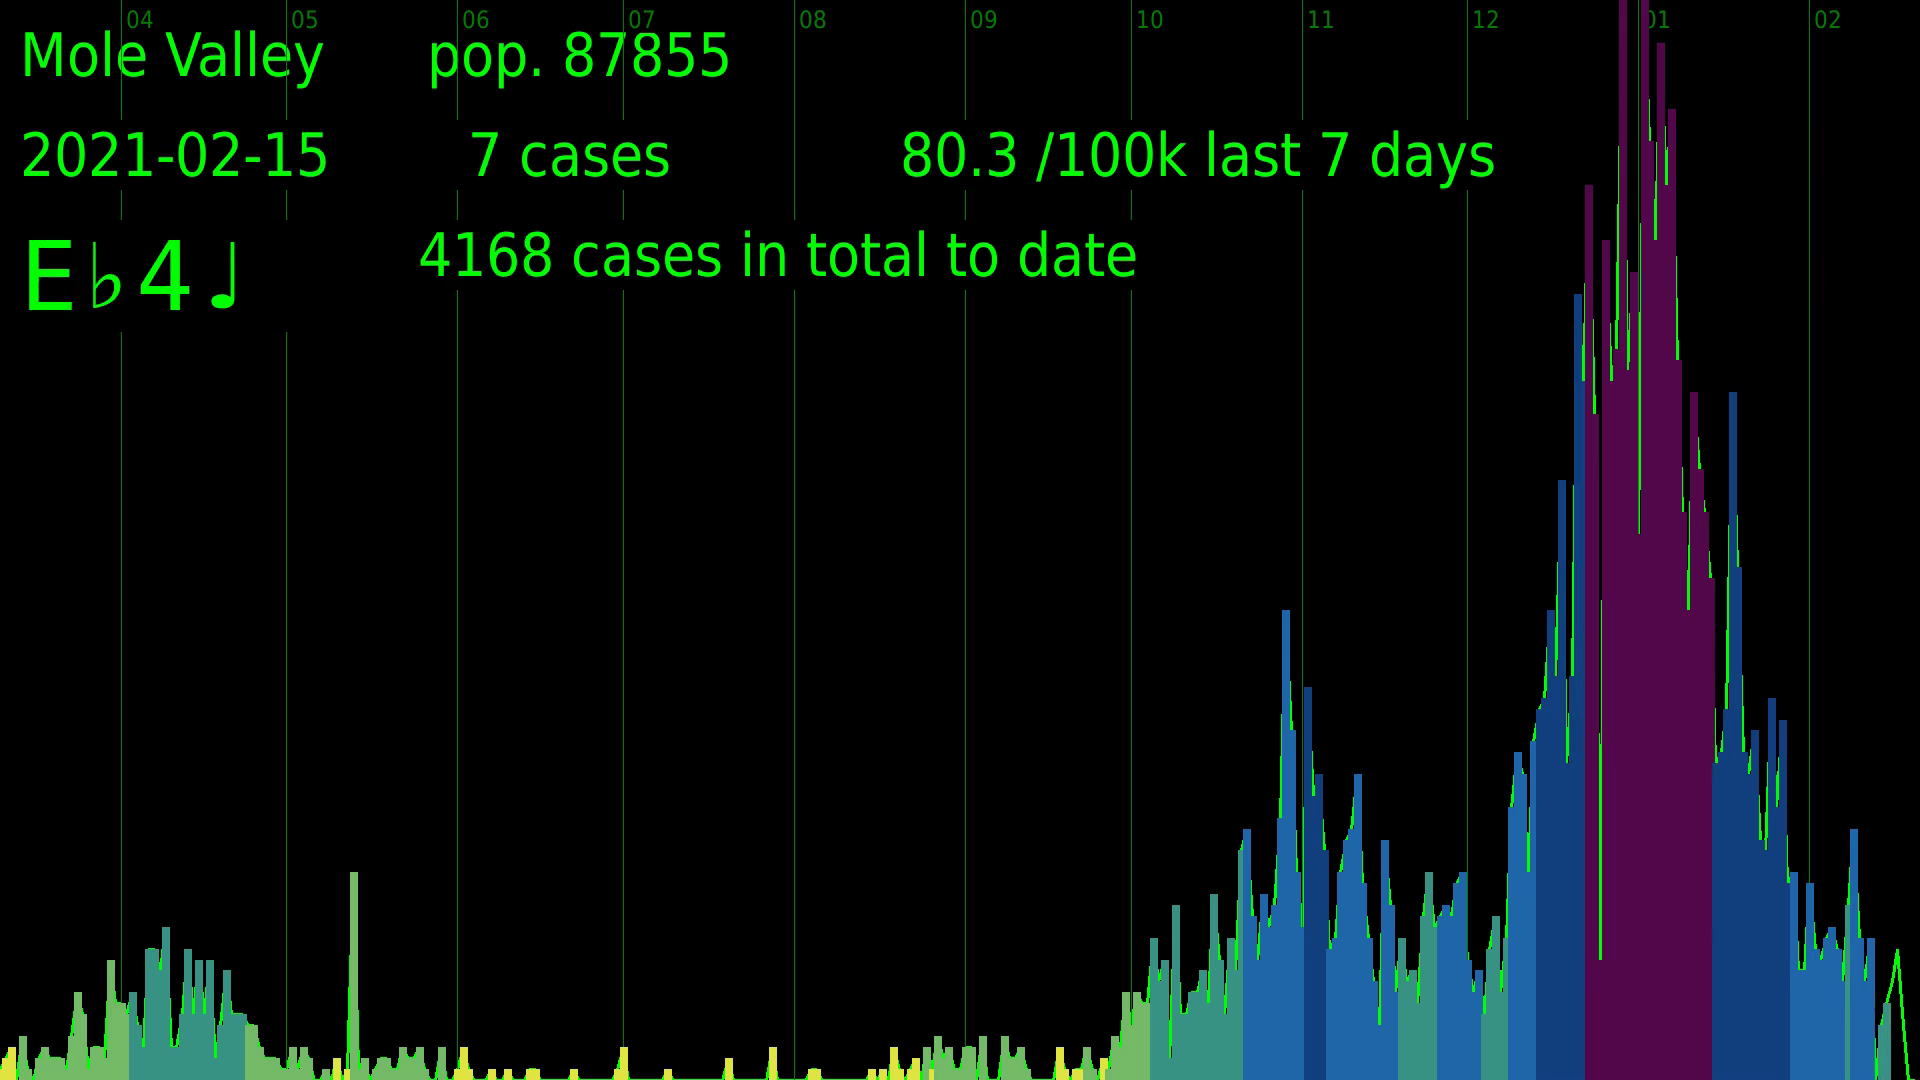 04 05 06 07 08 09 10 11 12 01 02
Mole Valley pop. 87855
2021-02-15 7 cases 80.3 /100k last 7 days
E♭4♩ 4168 cases in total to date